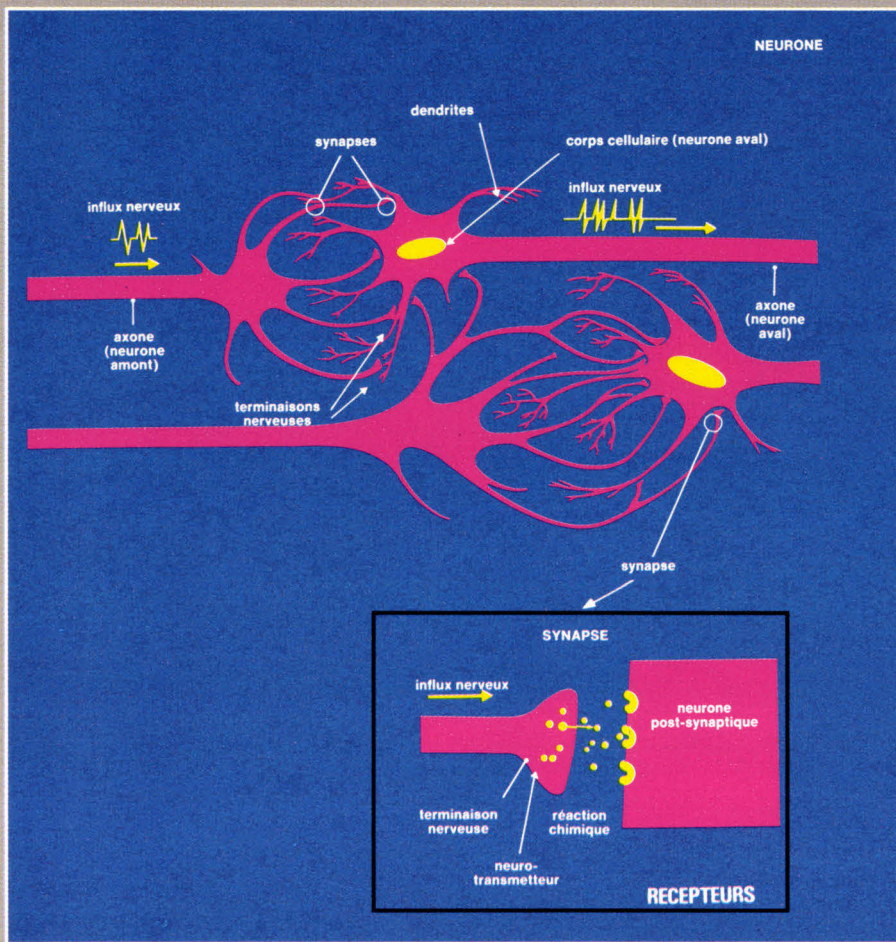 NEURONE
dendrites
synapses
corps cellulaire (neurone aval)
influx nerveux
influx nerveux
axone
(neurone
amont)
axone
(neurone
aval)
terminaisons
nerveuses
synapse
SYNAPSE
influx nerveux
neurone
post-synaptique
terminaison
nerveuse
réaction
chimique
neuro-
transmetteur
RECEPTEURS